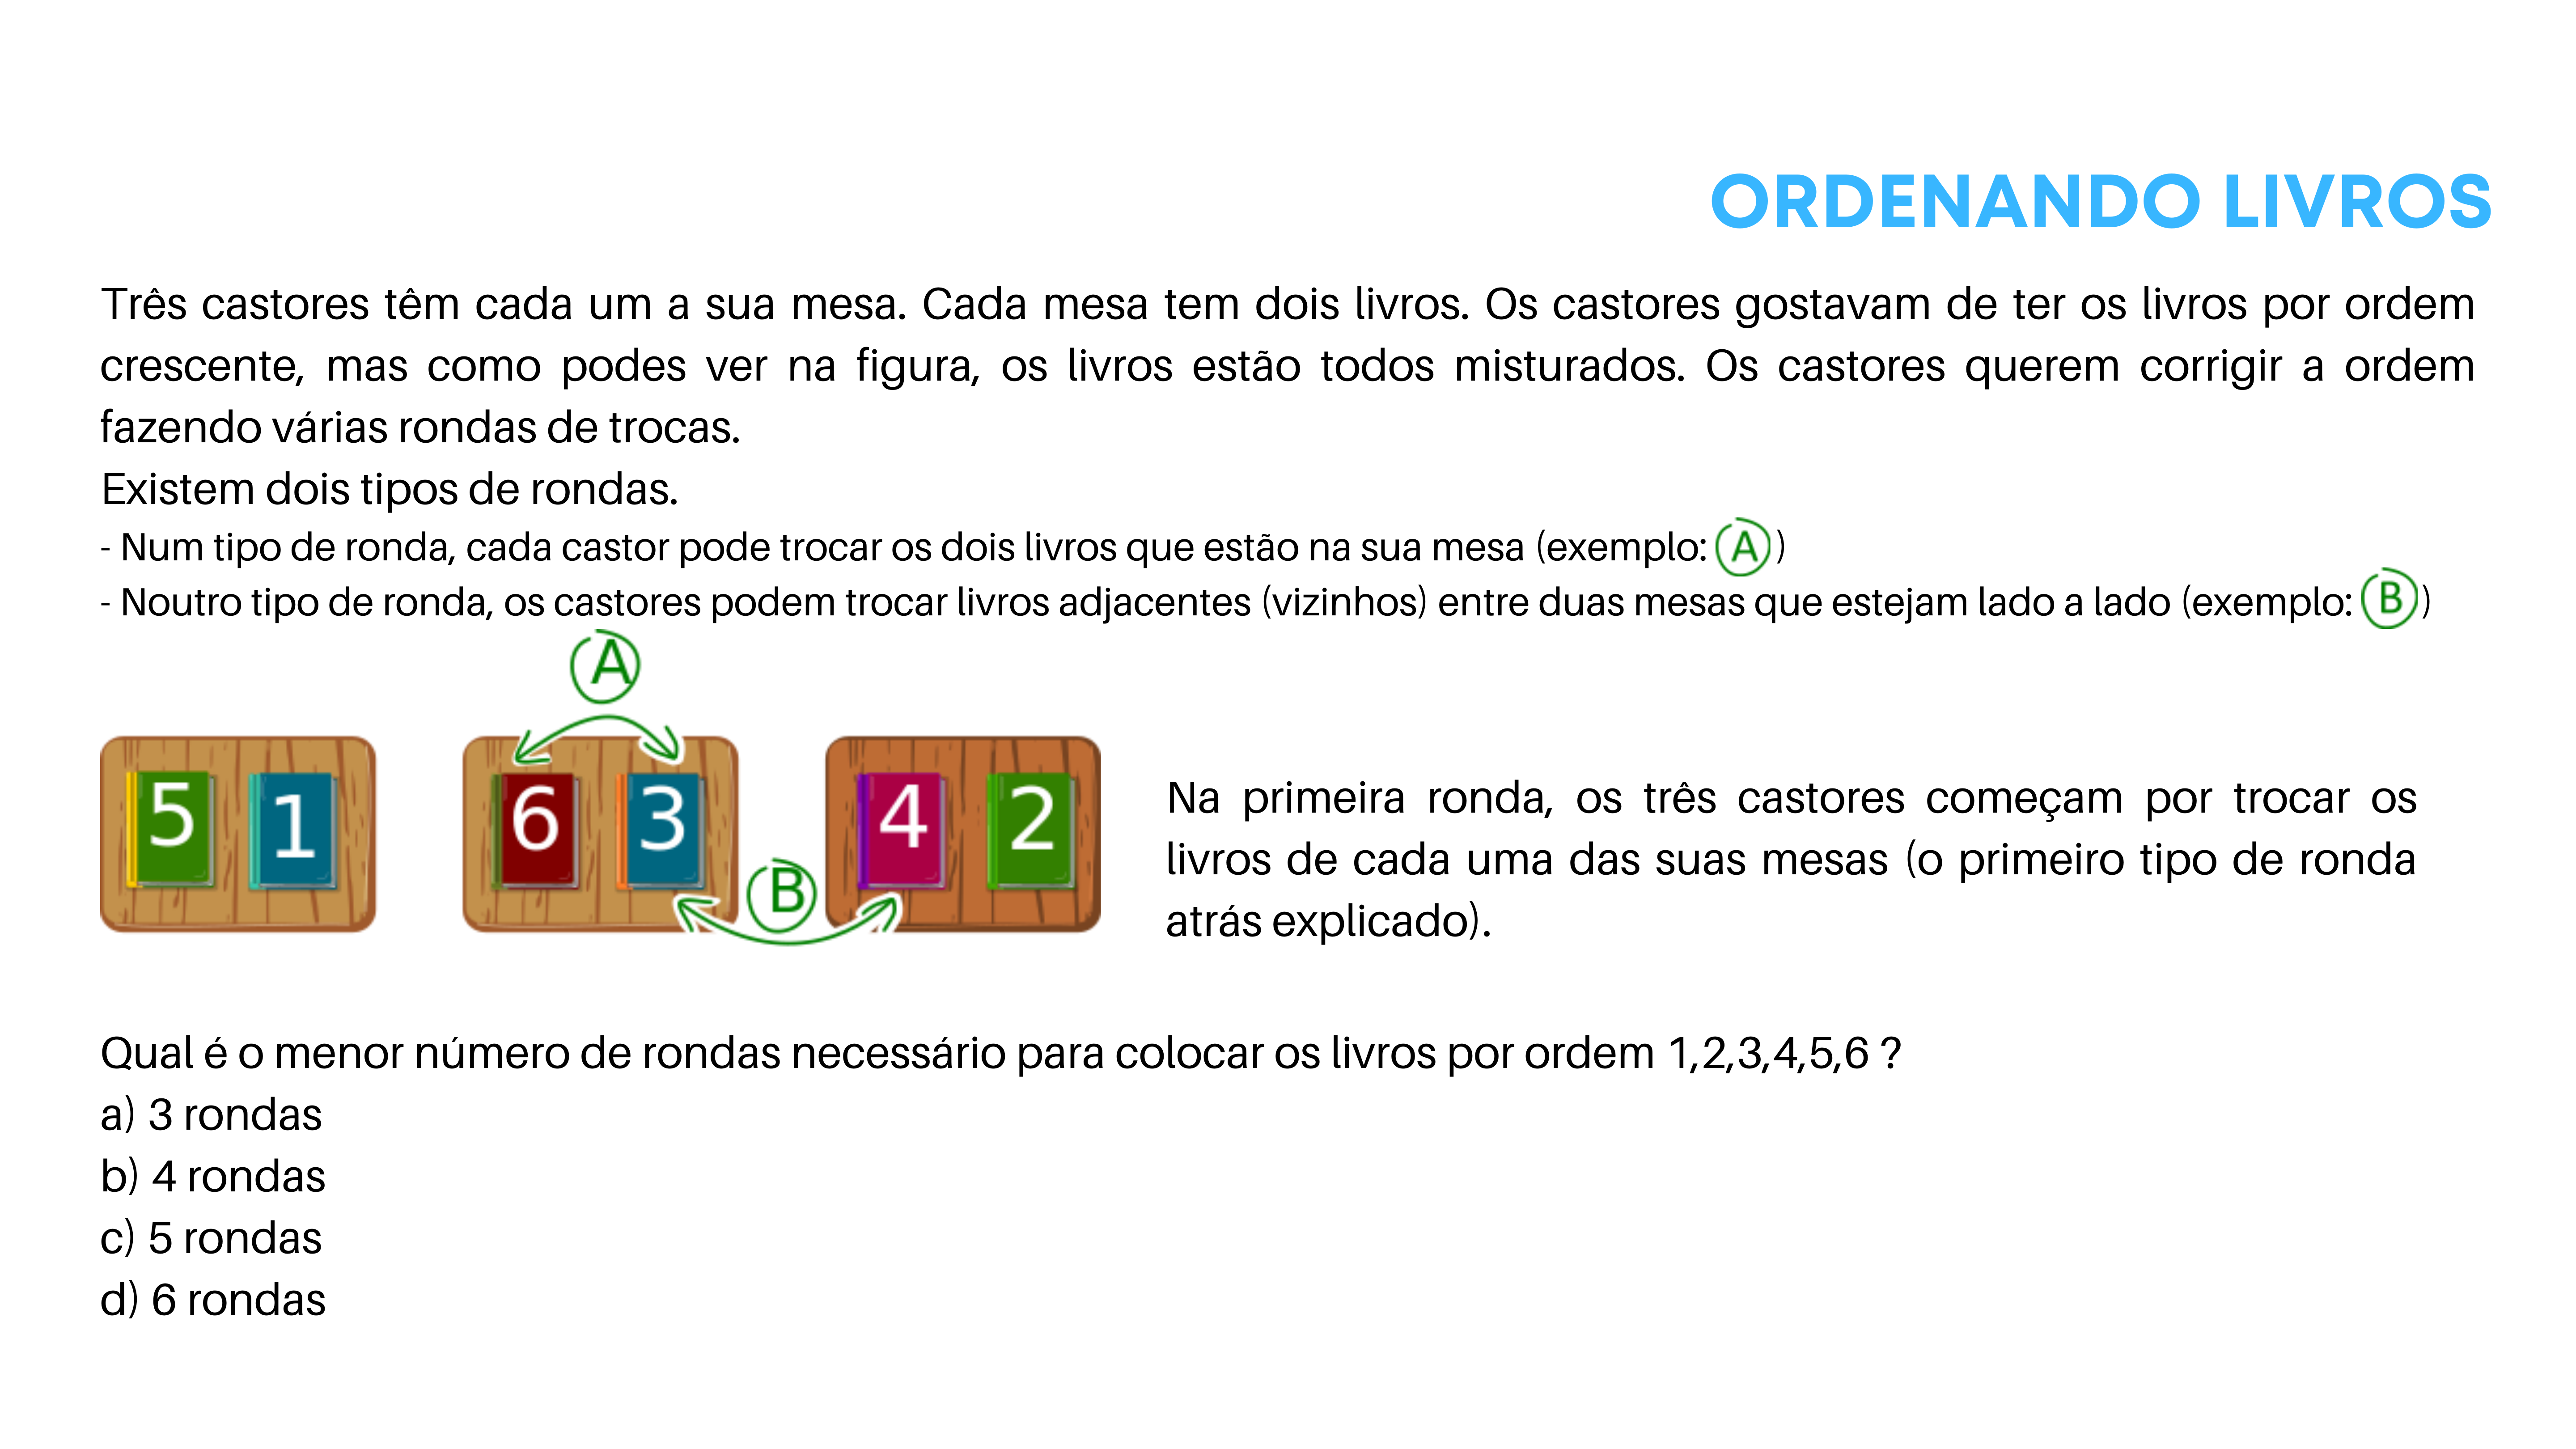 ORDENANDO LIVROS
Três castores têm cada um a sua mesa. Cada mesa tem dois livros. Os castores gostavam de ter os livros por ordem
crescente, mas como podes ver na figura, os livros estão todos misturados. Os castores querem corrigir a ordem
fazendo várias rondas de trocas.
Existem dois tipos de rondas.
- Num tipo de ronda, cada castor pode trocar os dois livros que estão na sua mesa (exemplo: A )
- Noutro tipo de ronda, os castores podem trocar livros adjacentes (vizinhos) entre duas mesas que estejam lado a lado (exemplo: B )
A
5 1 6 3 4 2
B
Na primeira ronda, os três castores começam por trocar os
livros de cada uma das suas mesas (o primeiro tipo de ronda
atrás explicado).
Qual é o menor número de rondas necessário para colocar os livros por ordem 1,2,3,4,5,6 ?
a) 3 rondas
b) 4 rondas
c) 5 rondas
d) 6 rondas